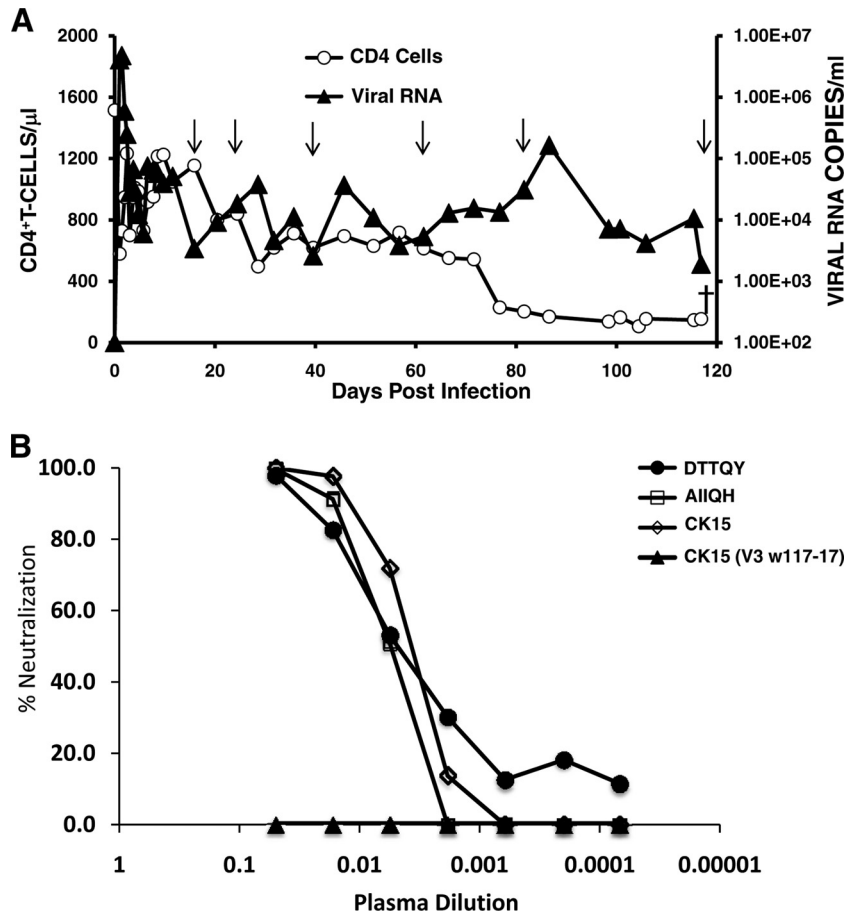 A
2000
1600
1200
800
400
0
CD4+T-CELLS/µl
CD4 Cells
Viral RNA
1.00E+07
1.00E+06
1.00E+05
1.00E+04
1.00E+03
1.00E+02
VIRAL RNA COPIES/ml
0 20 40 60 80 100 120
Days Post Infection
B
100.0
80.0
60.0
40.0
20.0
0.0
% Neutralization
DTTQY
AIIQH
CK15
CK15 (V3 w117-17)
1 0.1 0.01 0.001 0.0001 0.00001
Plasma Dilution